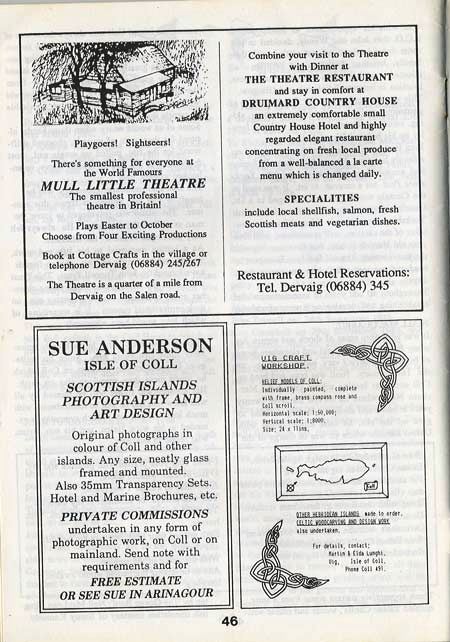 Playgoers! Sightseers!
There's something for everyone at
the World Famours
MULL LITTLE THEATRE
The smallest professional
theatre in Britain!
Plays Easter to October
Choose from Four Exciting Productions
Book at Cottage Crafts in the village or
telephone Dervaig (06884) 245/267
The Theatre is a quarter of a mile from
Dervaig on the Salen road.
Combine your visit to the Theatre
with Dinner at
THE THEATRE RESTAURANT
and stay in comfort at
DRUIMARD COUNTRY HOUSE
an extremely comfortable small
Country House Hotel and highly
regarded elegant restaurant
concentrating on fresh local produce
from a well-balanced a la carte
menu which is changed daily.
SPECIALITIES
include local shellfish, salmon, fresh
Scottish meats and vegetarian dishes.
Restaurant & Hotel Reservations:
Tel. Dervaig (06884) 345
SUE ANDERSON
ISLE OF COLL
SCOTTISH ISLANDS
PHOTOGRAPHY AND
ART DESIGN
Original photographs in
colour of Coll and other
islands. Any size, neatly glass
framed and mounted.
Also 35mm Transparency Sets.
Hotel and Marine Brochures, etc.
PRIVATE COMMISSIONS
undertaken in any form of
photographic work, on Coll or on
mainland. Send note with
requirements and for
FREE ESTIMATE
OR SEE SUE IN ARINAGOUR
UIG CRAFT
WORKSHOP.
RELIEF MODELS OF COLL:
Individually painted, complete
with frame, brass compass rose and
Coll scroll.
Horizontal scale: 1:50,000;
Vertical scale: 1:8000.
Size: 24 x 11ins.
Coll
OTHER HEBRIDEAN ISLANDS made to order,
CELTIC WOODCARVING AND DESIGN WORK
also undertaken.
For details, contact:
Martin & Elda Lunghi,
Uig, Isle of Coll.
Phone Coll 491.
46